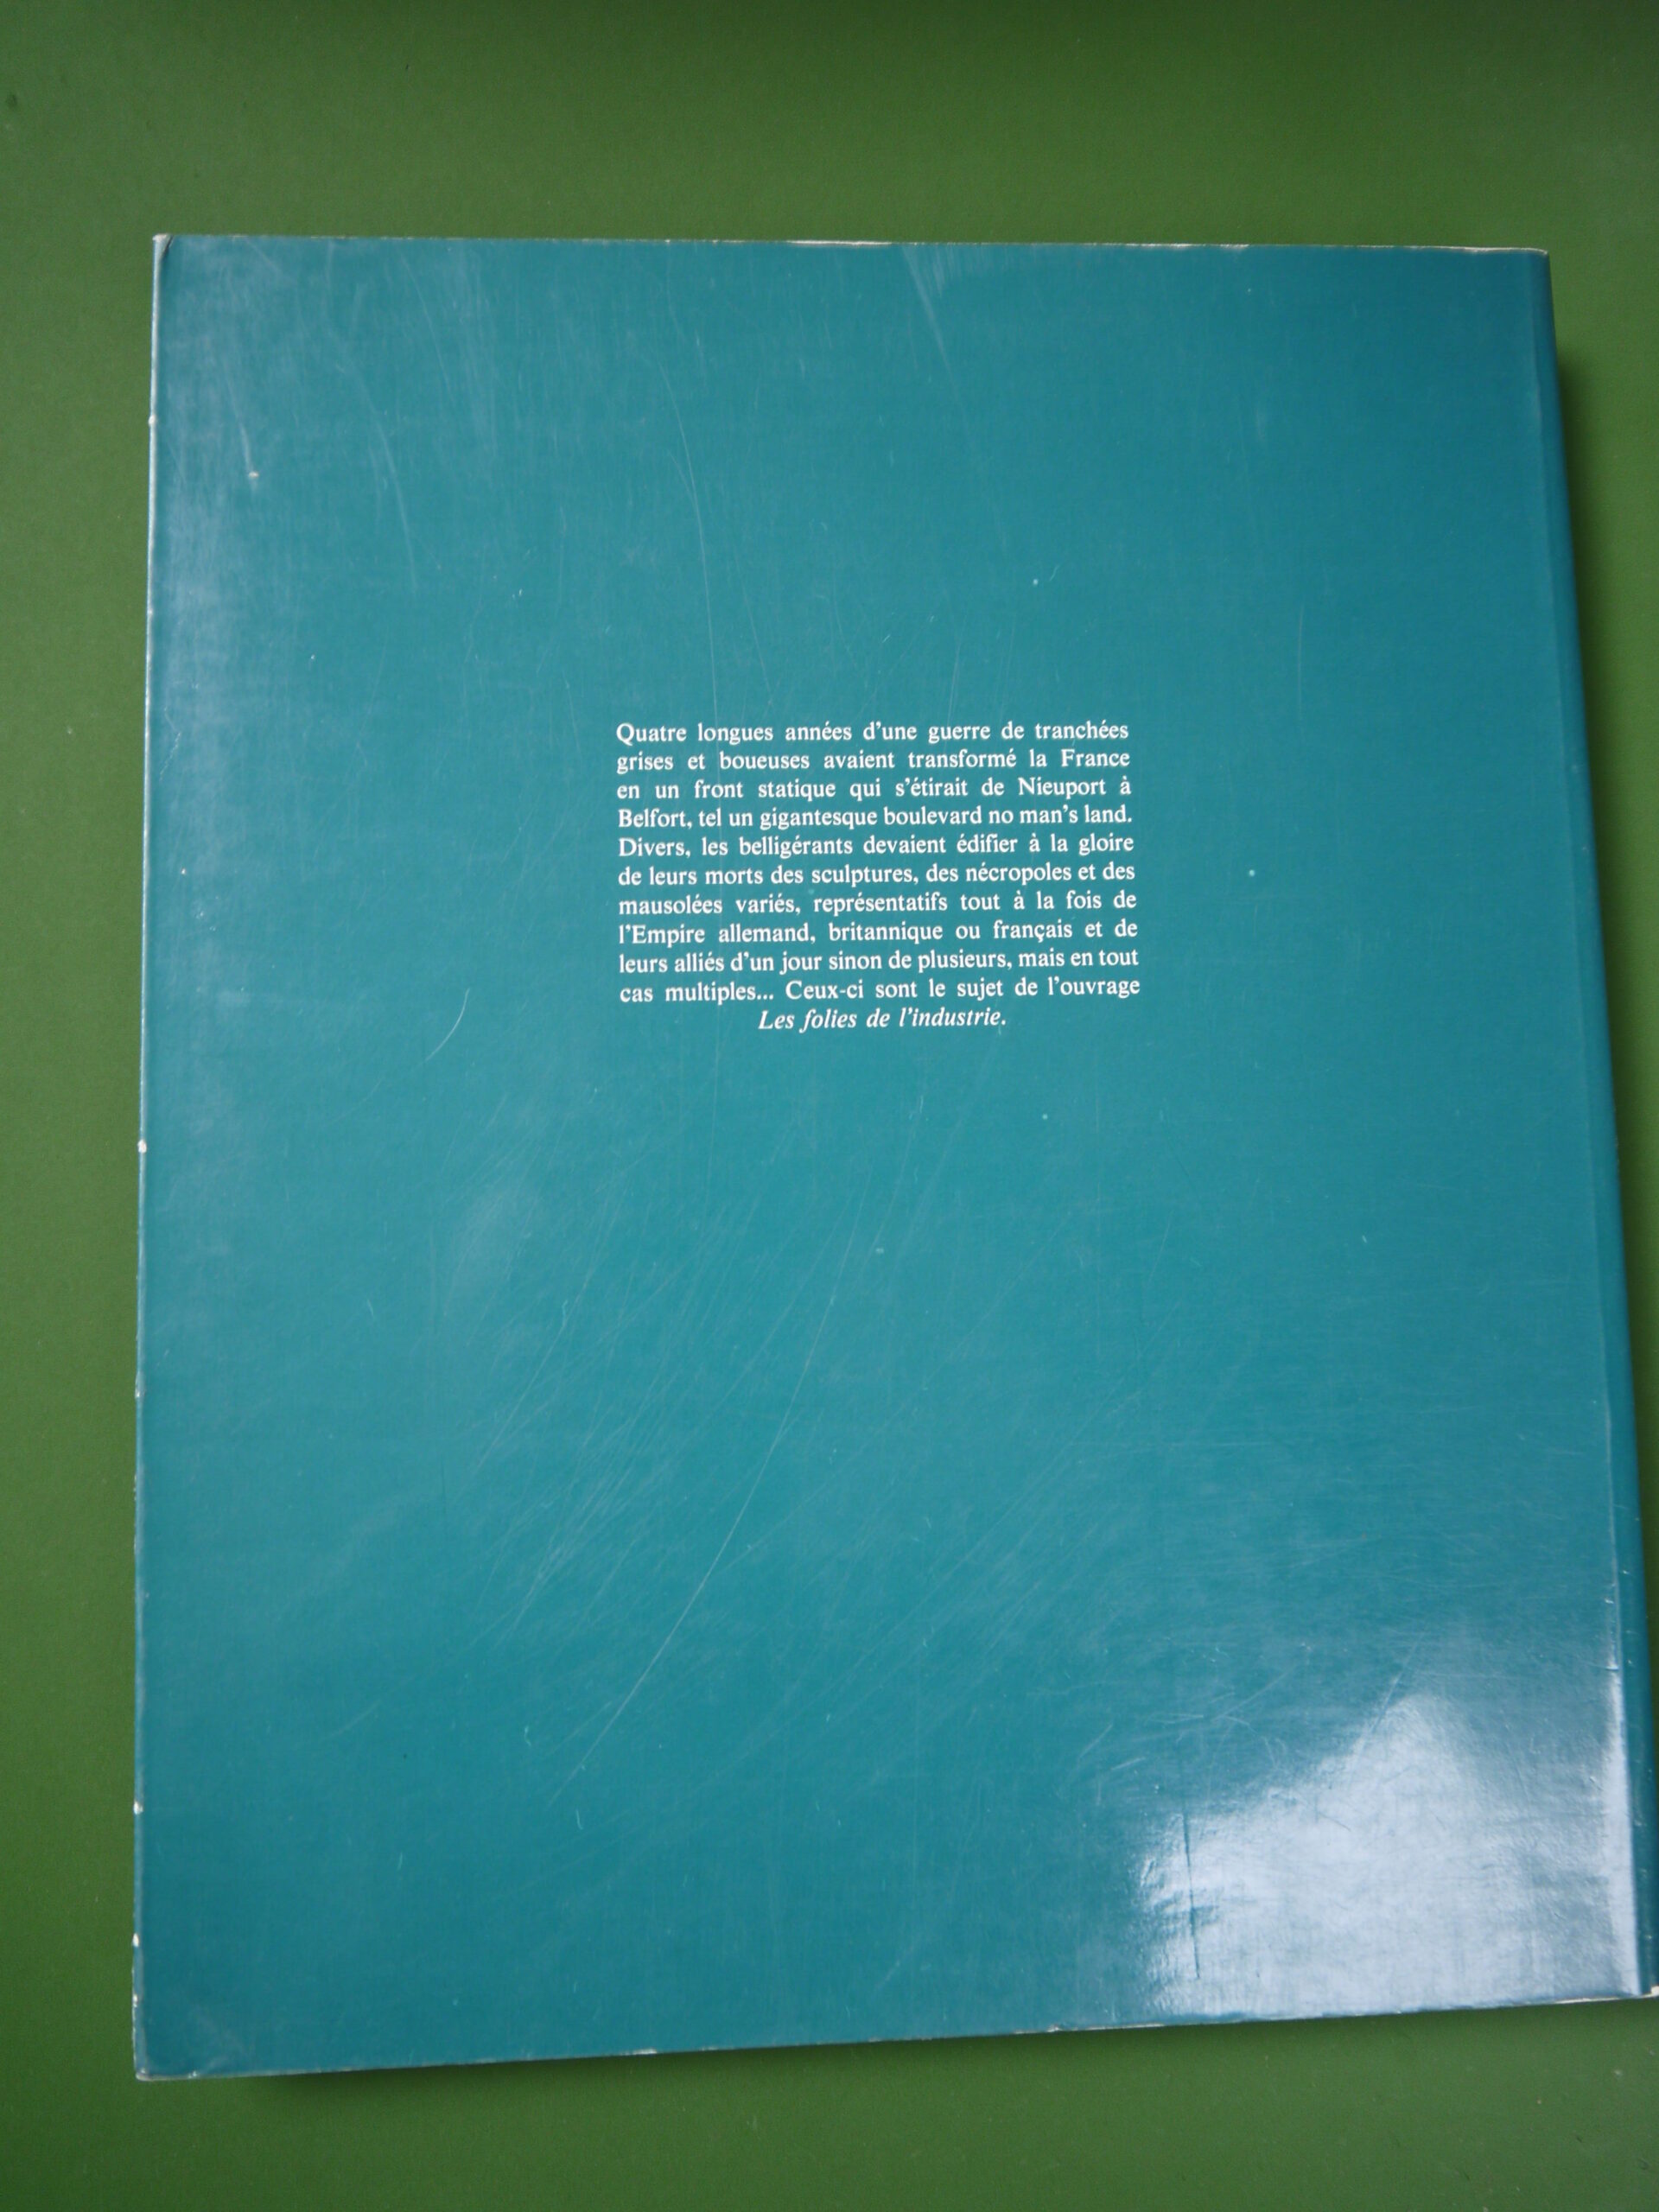 Quatre longues années d'une guerre de tranchées
grises et boueuses avaient transformé la France
en un front statique qui s'étirait de Nieuport à
Belfort, tel un gigantesque boulevard no man's land.
Divers, les belligérants devaient édifier à la gloire
de leurs morts des sculptures, des nécropoles et des
mausolées variés, représentatifs tout à la fois de
l'Empire allemand, britannique ou français et de
leurs alliés d'un jour sinon de plusieurs, mais en tout
cas multiples... Ceux-ci sont le sujet de l'ouvrage
Les folies de l'industrie.